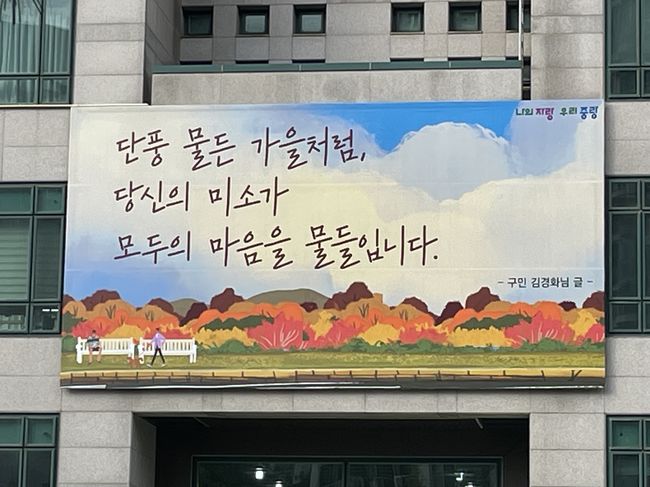 나의 자랑 우리 중랑
단풍 물든 가을처럼,
당신의 미소가
모두의 마음을 물들입니다.
- 구민 김경화님 글 -